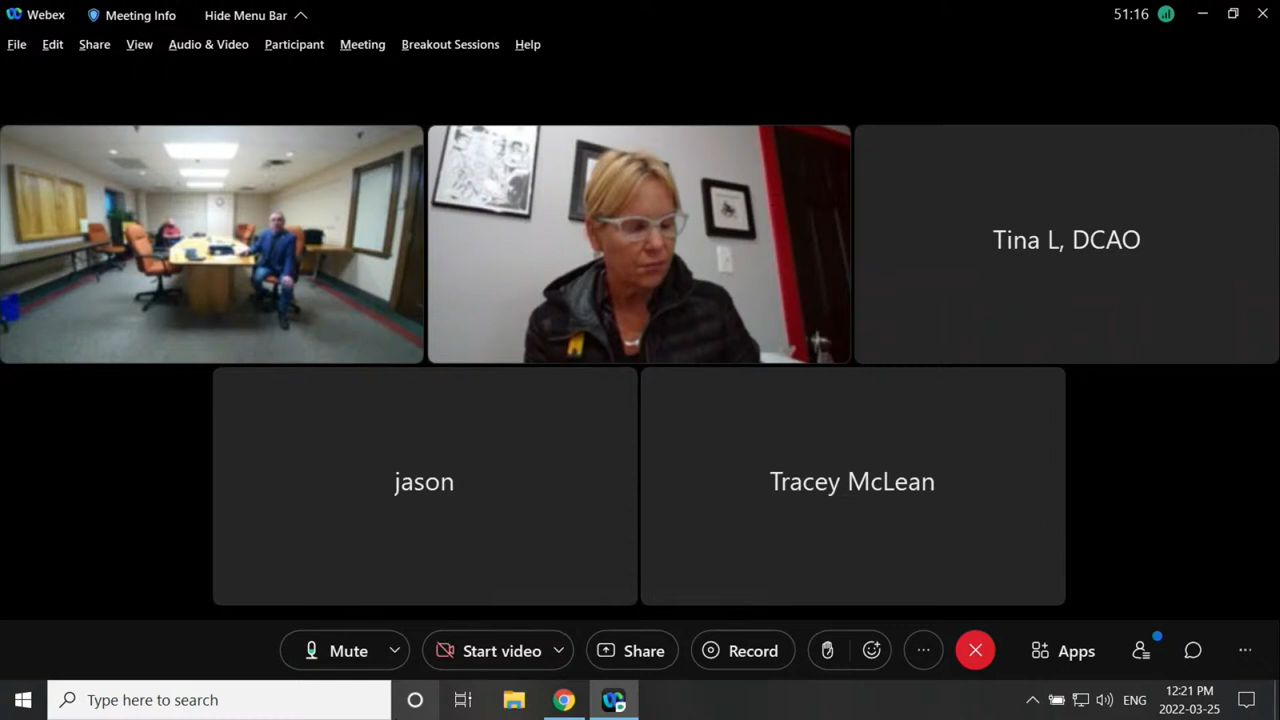 Webex Meeting Info Hide Menu Bar 51:16
File Edit Share View Audio & Video Participant Meeting Breakout Sessions Help
Tina L, DCAO
jason Tracey McLean
Mute Start video Share Record Apps
Type here to search ENG 12:21 PM
2022-03-25